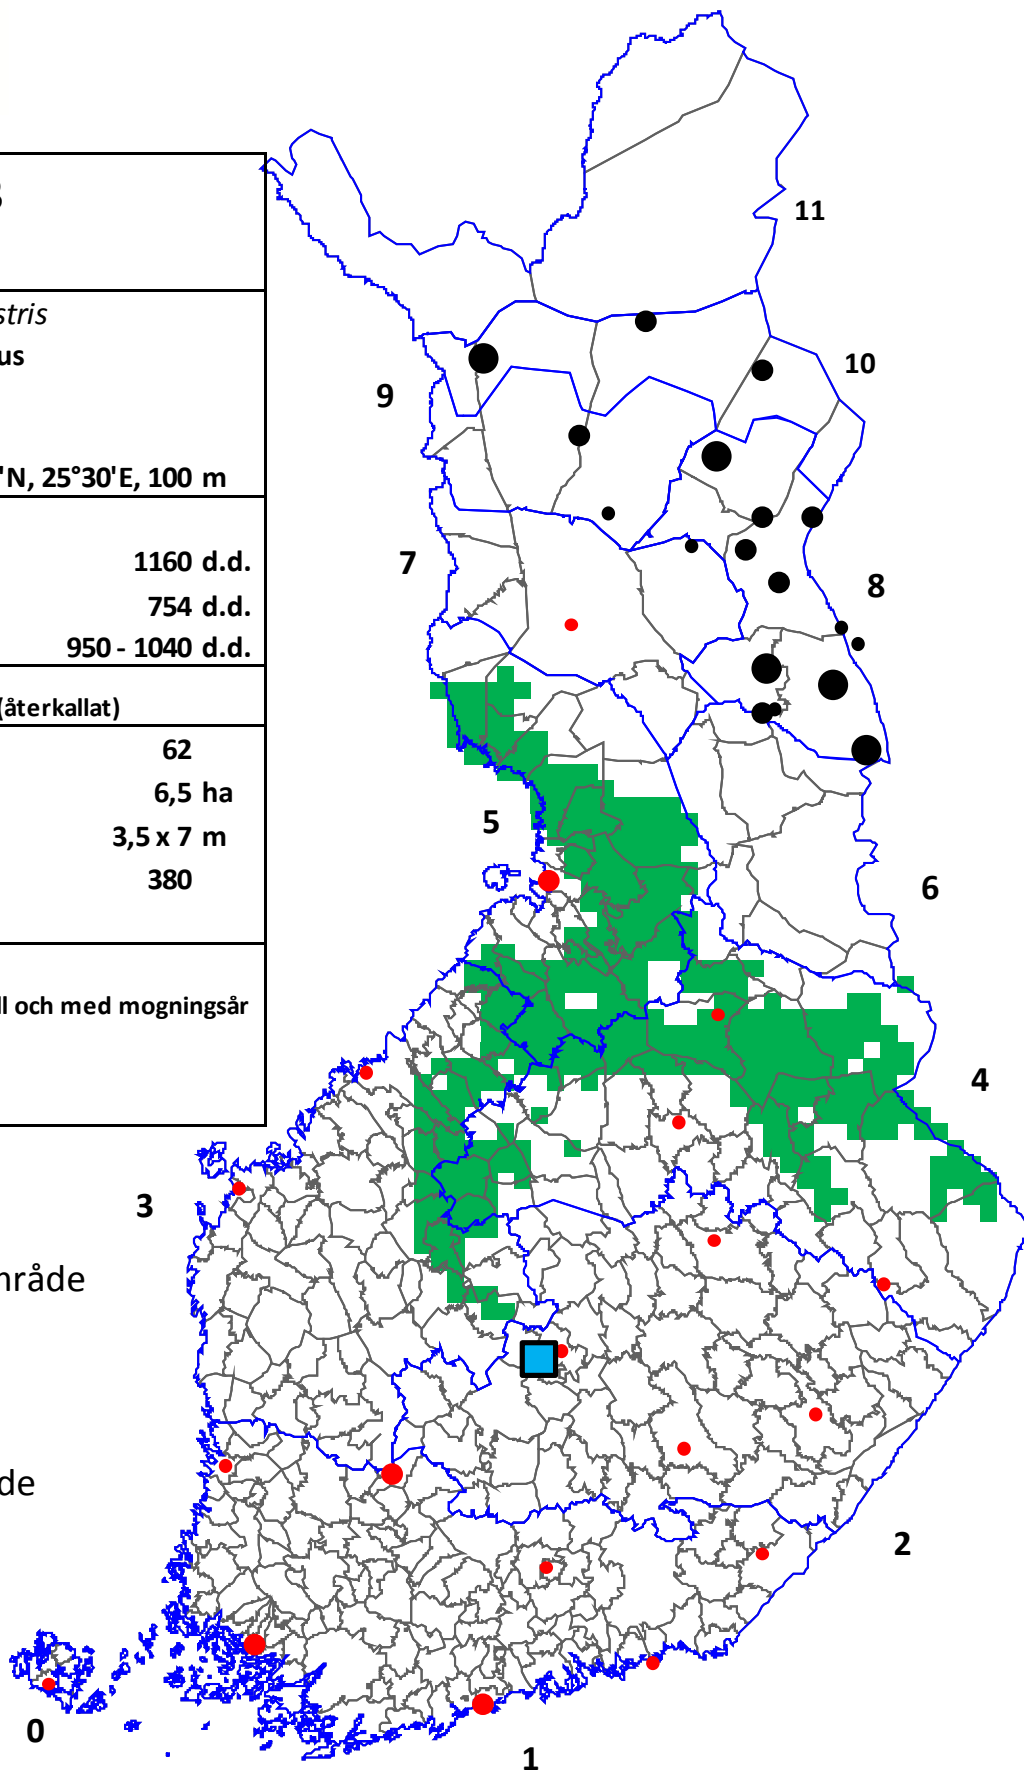 stris
us
'N, 25°30'E, 100 m
1160 d.d.
754 d.d.
950 - 1040 d.d.
(återkallat)
62
6,5 ha
3,5 x 7 m
380
ll och med mogningsår
mråde
de
11
10
9
8
7
6
5
4
3
2
1
0